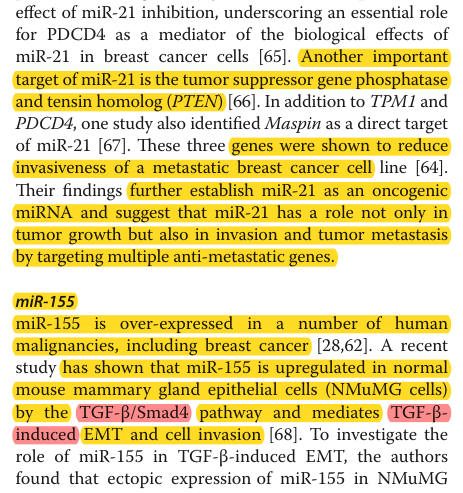 effect of miR-21 inhibition, underscoring an essential role
for PDCD4 as a mediator of the biological effects of
miR-21 in breast cancer cells [65]. Another important
target of miR-21 is the tumor suppressor gene phosphatase
and tensin homolog (PTEN) [66]. In addition to TPM1 and
PDCD4, one study also identified Maspin as a direct target
of miR-21 [67]. These three genes were shown to reduce
invasiveness of a metastatic breast cancer cell line [64].
Their findings further establish miR-21 as an oncogenic
miRNA and suggest that miR-21 has a role not only in
tumor growth but also in invasion and tumor metastasis
by targeting multiple anti-metastatic genes.
miR-155
miR-155 is over-expressed in a number of human
malignancies, including breast cancer [28,62]. A recent
study has shown that miR-155 is upregulated in normal
mouse mammary gland epithelial cells (NMuMG cells)
by the TGF-β/Smad4 pathway and mediates TGF-β-
induced EMT and cell invasion [68]. To investigate the
role of miR-155 in TGF-β-induced EMT, the authors
found that ectopic expression of miR-155 in NMuMG